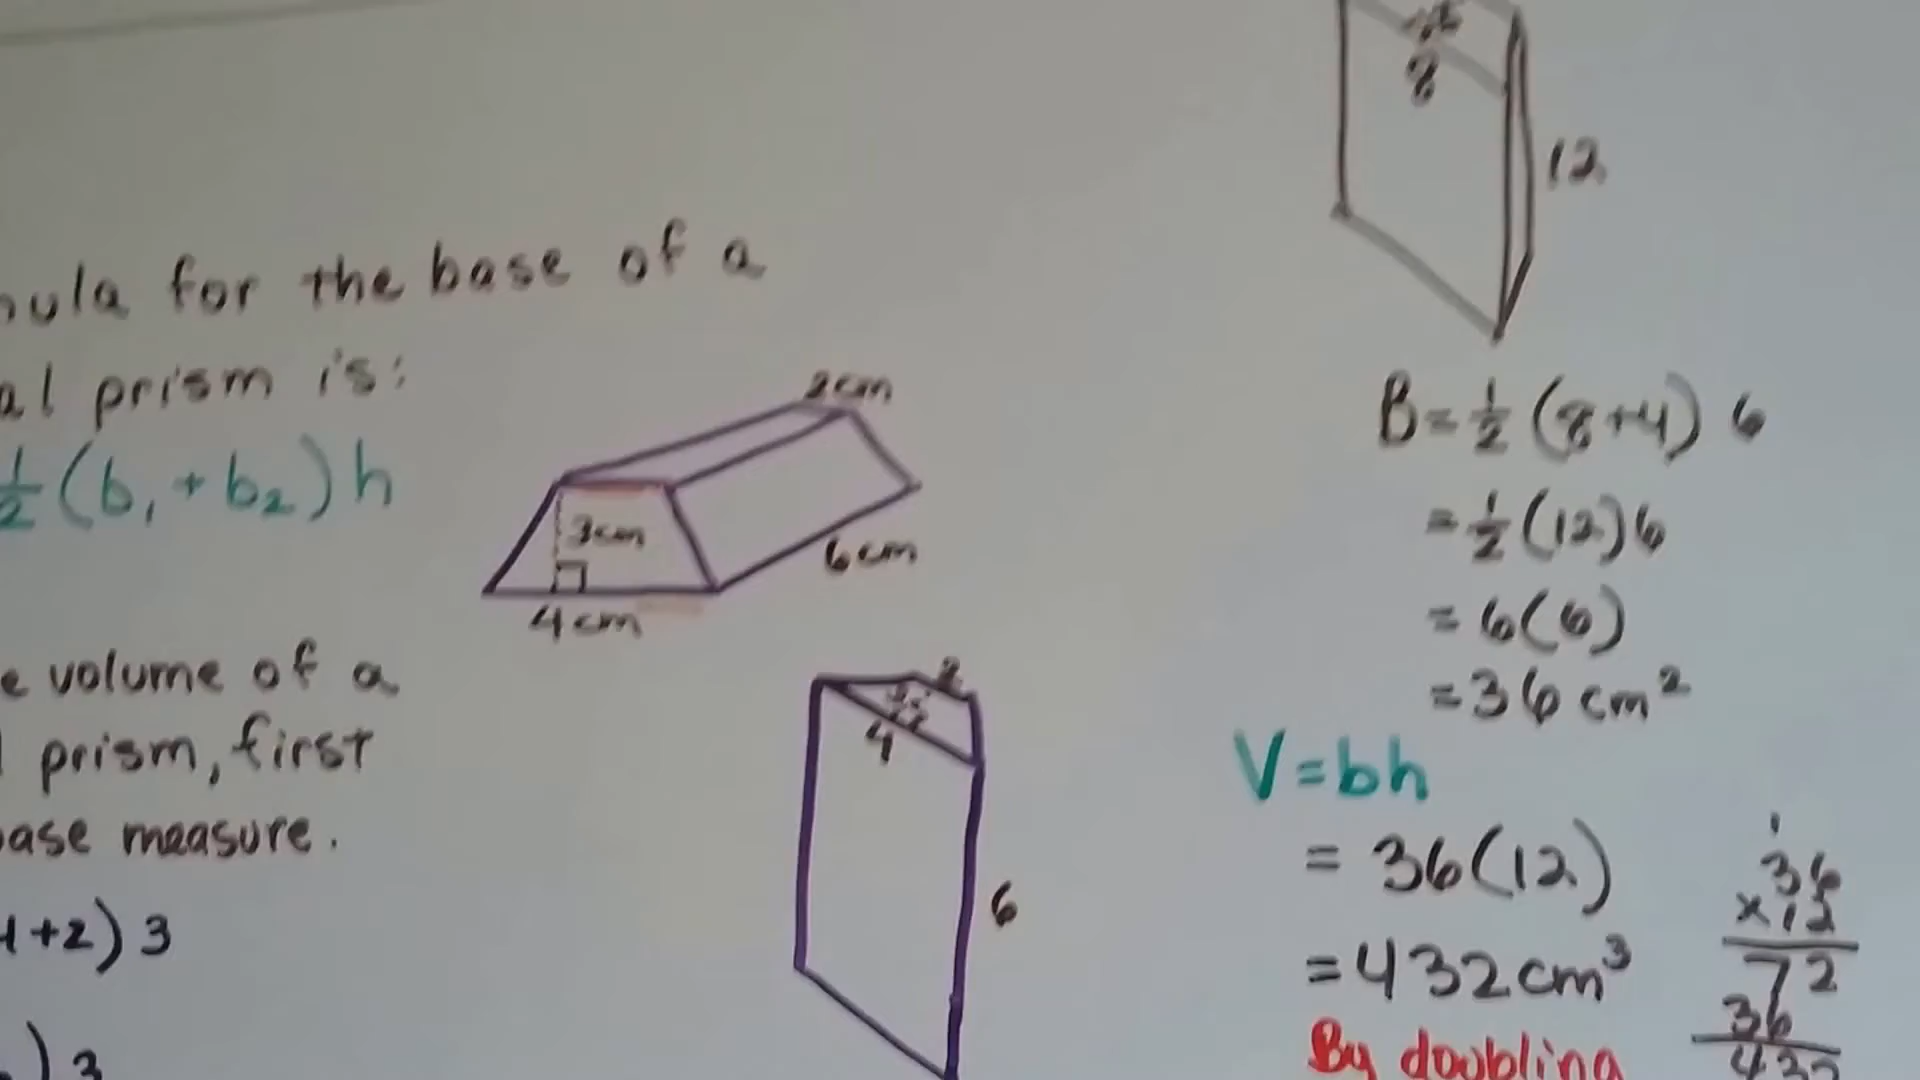 8
12
ula for the base of a
al prism is:
½(b₁+b₂)h
2cm
3cm
6cm
4cm
e volume of a
prism, first
ase measure.
+2)3
)3
2
4
6
B=½(8+4)6
=½(12)6
=6(6)
=36cm²
V=bh
=36(12)
=432cm³
1
36
x12
72
36
432
By doubling